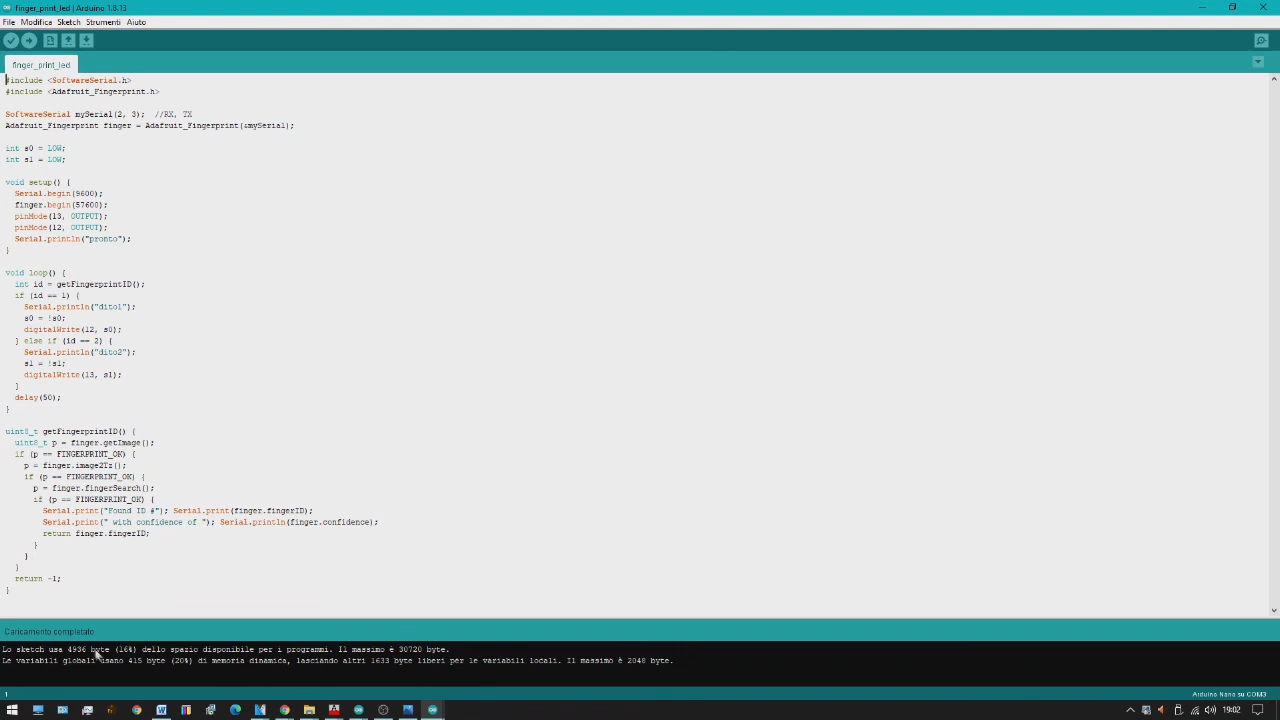 finger_print_led | Arduino 1.8.13
File Modifica Sketch Strumenti Aiuto
finger_print_led
#include <SoftwareSerial.h>
#include <Adafruit_Fingerprint.h>
SoftwareSerial mySerial(2, 3);  //RX, TX
Adafruit_Fingerprint finger = Adafruit_Fingerprint(&mySerial);
int s0 = LOW;
int s1 = LOW;
void setup() {
  Serial.begin(9600);
  finger.begin(57600);
  pinMode(13, OUTPUT);
  pinMode(12, OUTPUT);
  Serial.println("pronto");
}
void loop() {
  int id = getFingerprintID();
  if (id == 1) {
    Serial.println("dito1");
    s0 = !s0;
    digitalWrite(12, s0);
  } else if (id == 2) {
    Serial.println("dito2");
    s1 = !s1;
    digitalWrite(13, s1);
  }
  delay(50);
}
uint8_t getFingerprintID() {
  uint8_t p = finger.getImage();
  if (p == FINGERPRINT_OK) {
    p = finger.image2Tz();
    if (p == FINGERPRINT_OK) {
      p = finger.fingerSearch();
      if (p == FINGERPRINT_OK) {
        Serial.print("Found ID #"); Serial.print(finger.fingerID);
        Serial.print(" with confidence of "); Serial.println(finger.confidence);
        return finger.fingerID;
      }
    }
  }
  return -1;
}
Caricamento completato
Lo sketch usa 4936 byte (16%) dello spazio disponibile per i programmi. Il massimo è 30720 byte.
Le variabili globali usano 415 byte (20%) di memoria dinamica, lasciando altri 1633 byte liberi per le variabili locali. Il massimo è 2048 byte.
1 Arduino Nano su COM3
19:02